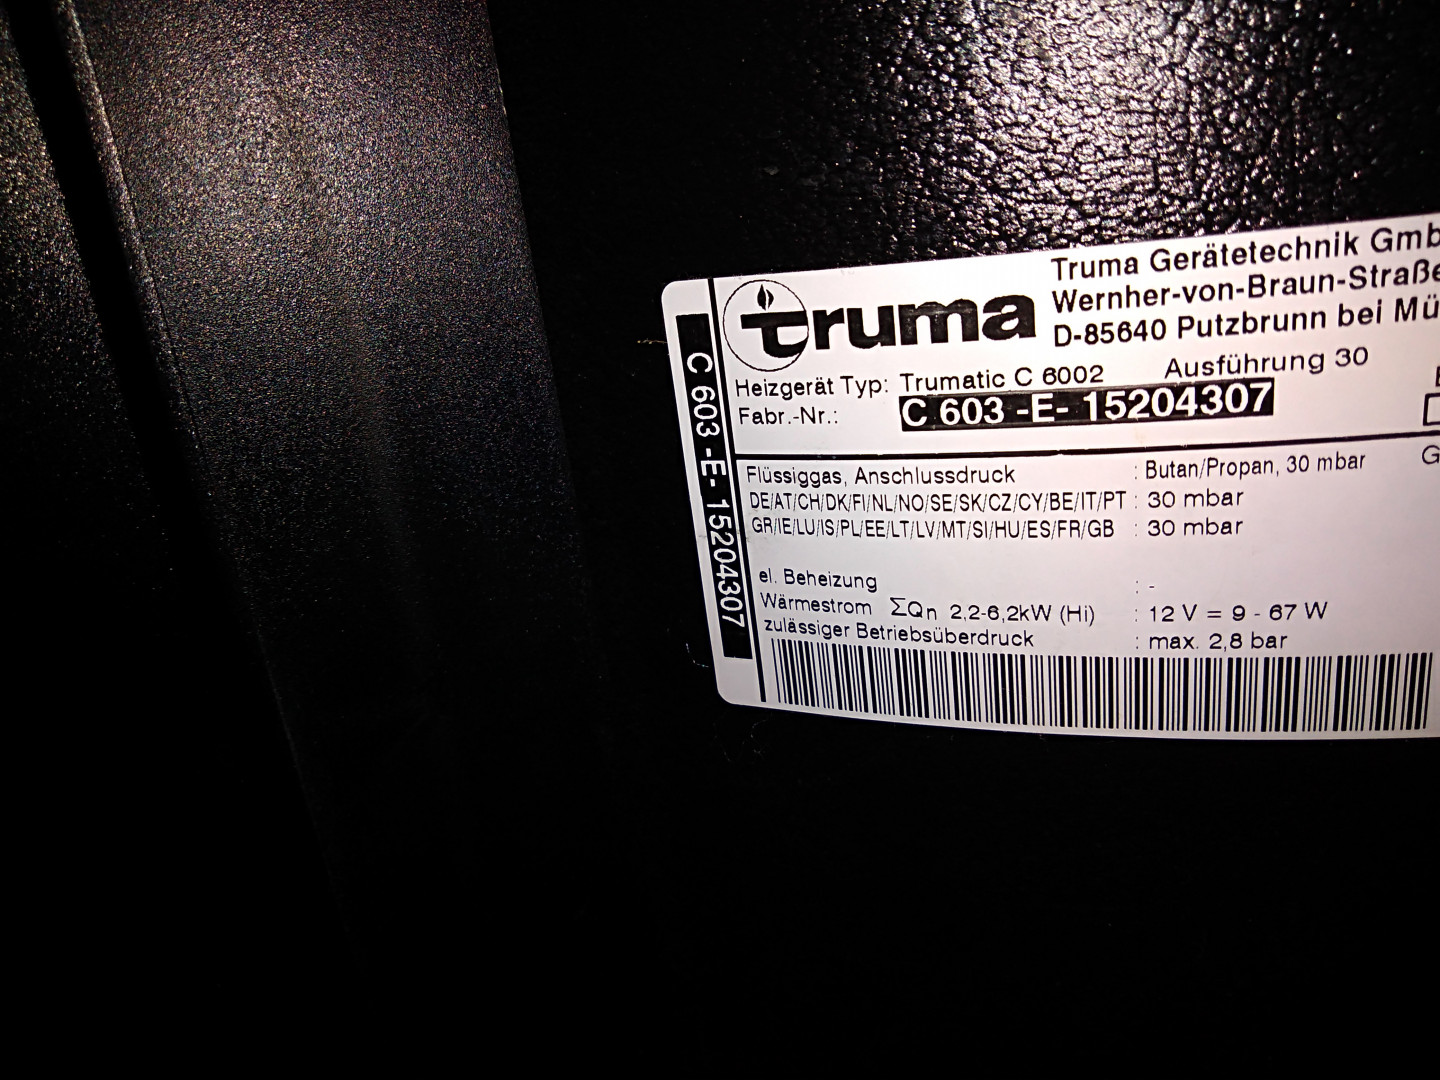 truma
Truma Gerätetechnik Gmb
Wernher-von-Braun-Straße
D-85640 Putzbrunn bei Mü
Heizgerät Typ: Trumatic C 6002 Ausführung 30
Fabr.-Nr.: C 603 -E- 15204307
C 603 -E- 15204307
Flüssiggas, Anschlussdruck : Butan/Propan, 30 mbar G
DE/AT/CH/DK/FI/NL/NO/SE/SK/CZ/CY/BE/IT/PT : 30 mbar
GR/IE/LU/IS/PL/EE/LT/LV/MT/SI/HU/ES/FR/GB : 30 mbar
el. Beheizung : -
Wärmestrom ΣQn 2,2-6,2kW (Hi) : 12 V = 9 - 67 W
zulässiger Betriebsüberdruck : max. 2,8 bar